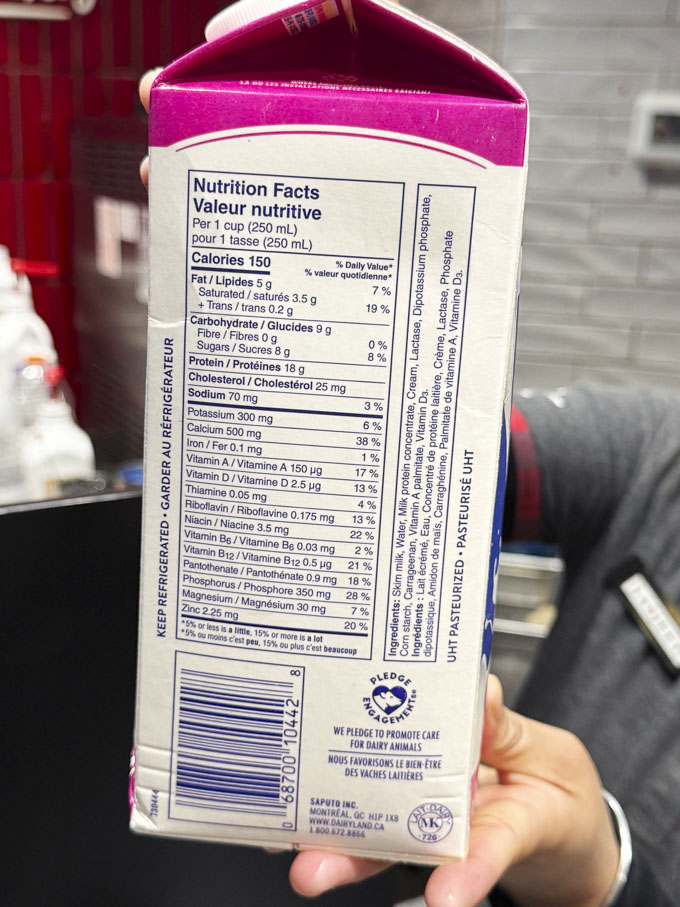 LÀ OÙ LES INSTALLATIONS NÉCESSAIRES EXISTENT
KEEP REFRIGERATED • GARDER AU RÉFRIGÉRATEUR
Nutrition Facts
Valeur nutritive
Per 1 cup (250 mL)
pour 1 tasse (250 mL)
Calories 150
% Daily Value*
% valeur quotidienne*
Fat / Lipides 5 g 7 %
Saturated / saturés 3.5 g
+ Trans / trans 0.2 g 19 %
Carbohydrate / Glucides 9 g
Fibre / Fibres 0 g 0 %
Sugars / Sucres 8 g 8 %
Protein / Protéines 18 g
Cholesterol / Cholestérol 25 mg
Sodium 70 mg 3 %
Potassium 300 mg 6 %
Calcium 500 mg 38 %
Iron / Fer 0.1 mg 1 %
Vitamin A / Vitamine A 150 µg 17 %
Vitamin D / Vitamine D 2.5 µg 13 %
Thiamine 0.05 mg 4 %
Riboflavin / Riboflavine 0.175 mg 13 %
Niacin / Niacine 3.5 mg 22 %
Vitamin B6 / Vitamine B6 0.03 mg 2 %
Vitamin B12 / Vitamine B12 0.5 µg 21 %
Pantothenate / Pantothénate 0.9 mg 18 %
Phosphorus / Phosphore 350 mg 28 %
Magnesium / Magnésium 30 mg 7 %
Zinc 2.25 mg 20 %
*5% or less is a little, 15% or more is a lot
*5% ou moins c'est peu, 15% ou plus c'est beaucoup
Ingredients: Skim milk, Water, Milk protein concentrate, Cream, Lactase, Dipotassium phosphate,
Corn starch, Carrageenan, Vitamin A palmitate, Vitamin D3.
Ingrédients : Lait écrémé, Eau, Concentré de protéine laitière, Crème, Lactase, Phosphate
dipotassique, Amidon de maïs, Carraghénine, Palmitate de vitamine A, Vitamine D3.
UHT PASTEURIZED • PASTEURISÉ UHT
0 68700 10442 8
730444
PLEDGE
ENGAGEMENT
WE PLEDGE TO PROMOTE CARE
FOR DAIRY ANIMALS
NOUS FAVORISONS LE BIEN-ÊTRE
DES VACHES LAITIÈRES
SAPUTO INC.
MONTRÉAL, QC H1P 1X8
WWW.DAIRYLAND.CA
1.800.672.8866
LAIT-DAIRY
MK
726